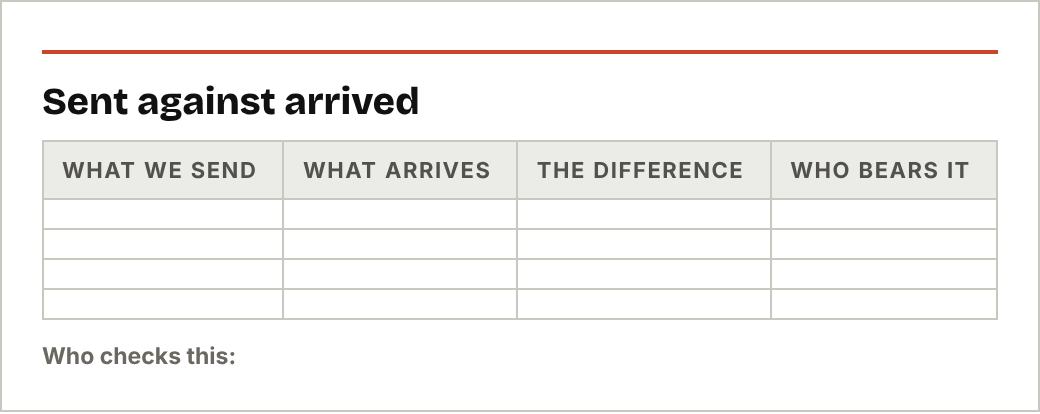 Sent against arrived
WHAT WE SEND WHAT ARRIVES THE DIFFERENCE WHO BEARS IT
Who checks this: